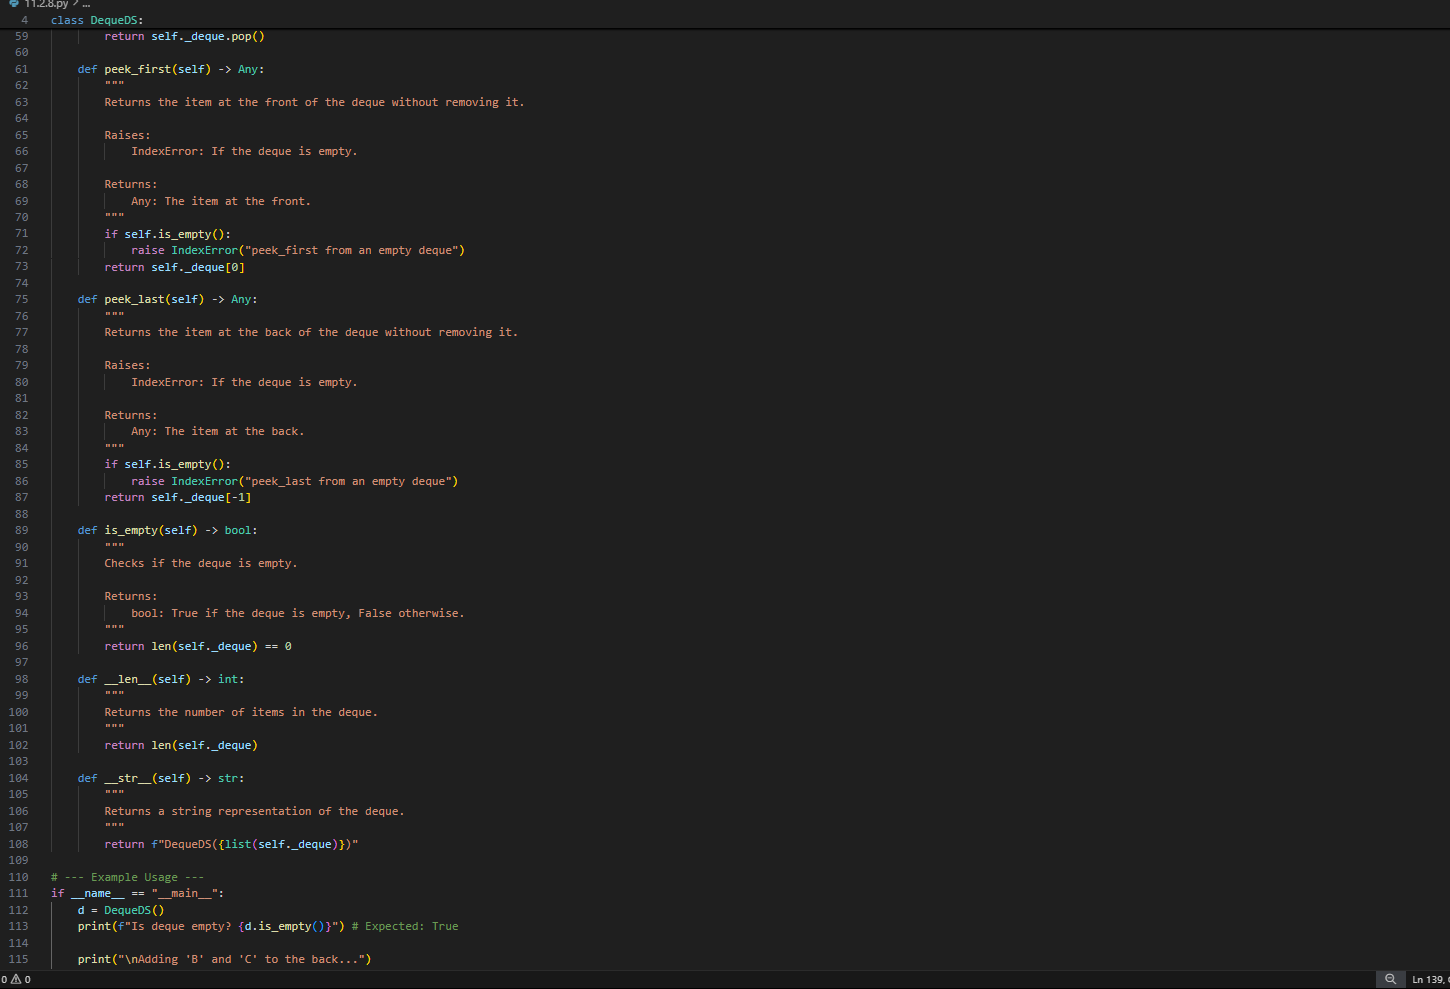 11.2.8.py > ...
4 class DequeDS:
59         return self._deque.pop()
60
61     def peek_first(self) -> Any:
62         """
63         Returns the item at the front of the deque without removing it.
64
65         Raises:
66             IndexError: If the deque is empty.
67
68         Returns:
69             Any: The item at the front.
70         """
71         if self.is_empty():
72             raise IndexError("peek_first from an empty deque")
73         return self._deque[0]
74
75     def peek_last(self) -> Any:
76         """
77         Returns the item at the back of the deque without removing it.
78
79         Raises:
80             IndexError: If the deque is empty.
81
82         Returns:
83             Any: The item at the back.
84         """
85         if self.is_empty():
86             raise IndexError("peek_last from an empty deque")
87         return self._deque[-1]
88
89     def is_empty(self) -> bool:
90         """
91         Checks if the deque is empty.
92
93         Returns:
94             bool: True if the deque is empty, False otherwise.
95         """
96         return len(self._deque) == 0
97
98     def __len__(self) -> int:
99         """
100         Returns the number of items in the deque.
101         """
102         return len(self._deque)
103
104     def __str__(self) -> str:
105         """
106         Returns a string representation of the deque.
107         """
108         return f"DequeDS({list(self._deque)})"
109
110 # --- Example Usage ---
111 if __name__ == "__main__":
112     d = DequeDS()
113     print(f"Is deque empty? {d.is_empty()}") # Expected: True
114
115     print("\nAdding 'B' and 'C' to the back...")
0 0
Ln 139,